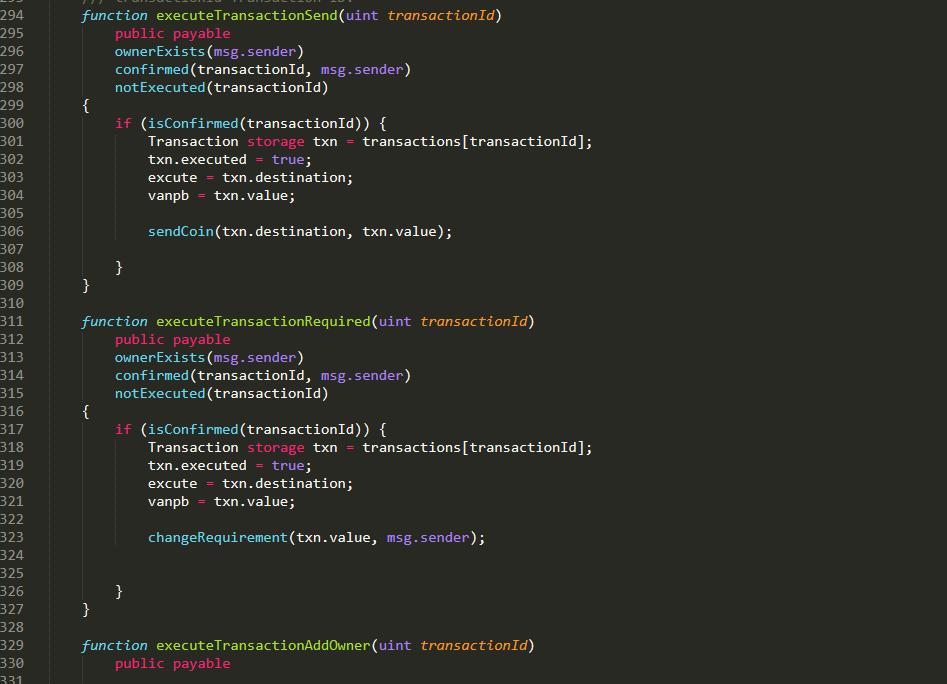 293 /// transactionId Transaction ID.
294 function executeTransactionSend(uint transactionId)
295 public payable
296 ownerExists(msg.sender)
297 confirmed(transactionId, msg.sender)
298 notExecuted(transactionId)
299 {
300 if (isConfirmed(transactionId)) {
301 Transaction storage txn = transactions[transactionId];
302 txn.executed = true;
303 excute = txn.destination;
304 vanpb = txn.value;
305
306 sendCoin(txn.destination, txn.value);
307
308 }
309 }
310
311 function executeTransactionRequired(uint transactionId)
312 public payable
313 ownerExists(msg.sender)
314 confirmed(transactionId, msg.sender)
315 notExecuted(transactionId)
316 {
317 if (isConfirmed(transactionId)) {
318 Transaction storage txn = transactions[transactionId];
319 txn.executed = true;
320 excute = txn.destination;
321 vanpb = txn.value;
322
323 changeRequirement(txn.value, msg.sender);
324
325
326 }
327 }
328
329 function executeTransactionAddOwner(uint transactionId)
330 public payable
331